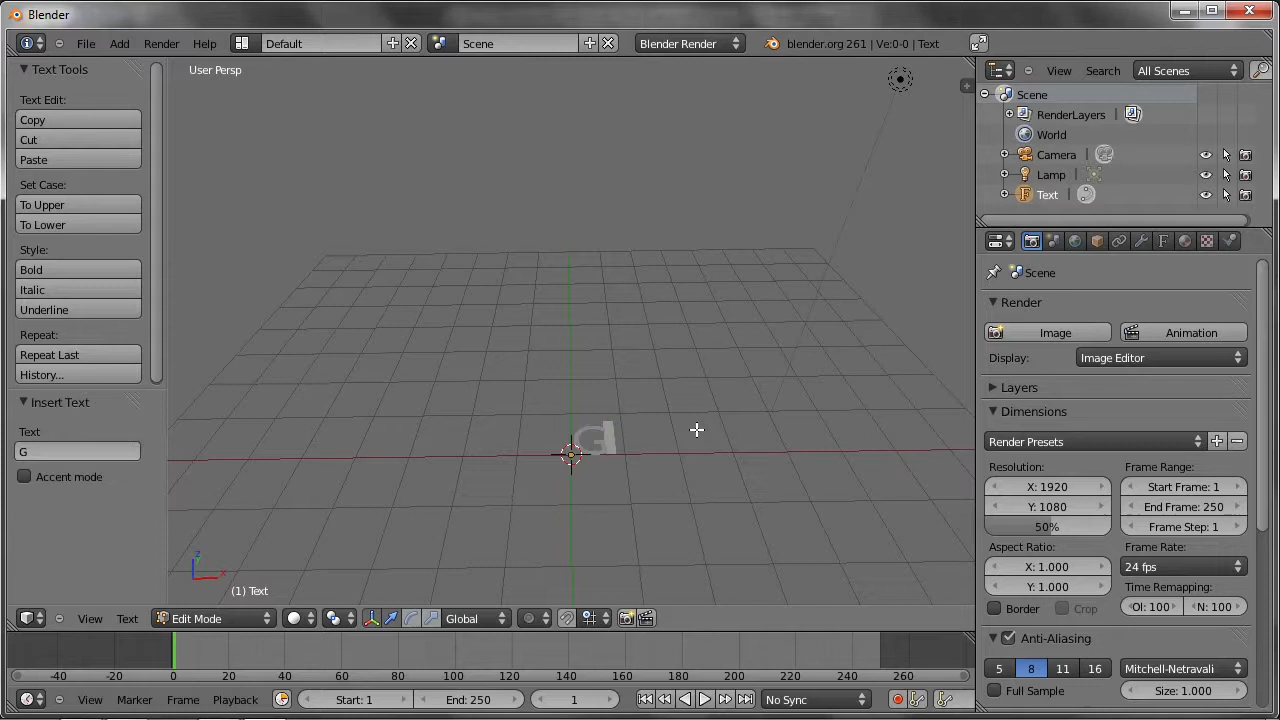 Blender
File Add Render Help Default Scene Blender Render blender.org 261 | Ve:0-0 | Text
Text Tools
Text Edit:
Copy
Cut
Paste
Set Case:
To Upper
To Lower
Style:
Bold
Italic
Underline
Repeat:
Repeat Last
History...
Insert Text
Text
G
Accent mode
User Persp
G
z
x
(1) Text
View Text Edit Mode Global
-40 -20 0 20 40 60 80 100 120 140 160 180 200 220 240 260
View Marker Frame Playback Start: 1 End: 250 1 No Sync
View Search All Scenes
Scene
RenderLayers
World
Camera
Lamp
Text
Scene
Render
Image Animation
Display: Image Editor
Layers
Dimensions
Render Presets
Resolution: Frame Range:
X: 1920 Start Frame: 1
Y: 1080 End Frame: 250
50% Frame Step: 1
Aspect Ratio: Frame Rate:
X: 1.000 24 fps
Y: 1.000 Time Remapping:
Border Crop Ol: 100 N: 100
Anti-Aliasing
5 8 11 16 Mitchell-Netravali
Full Sample Size: 1.000